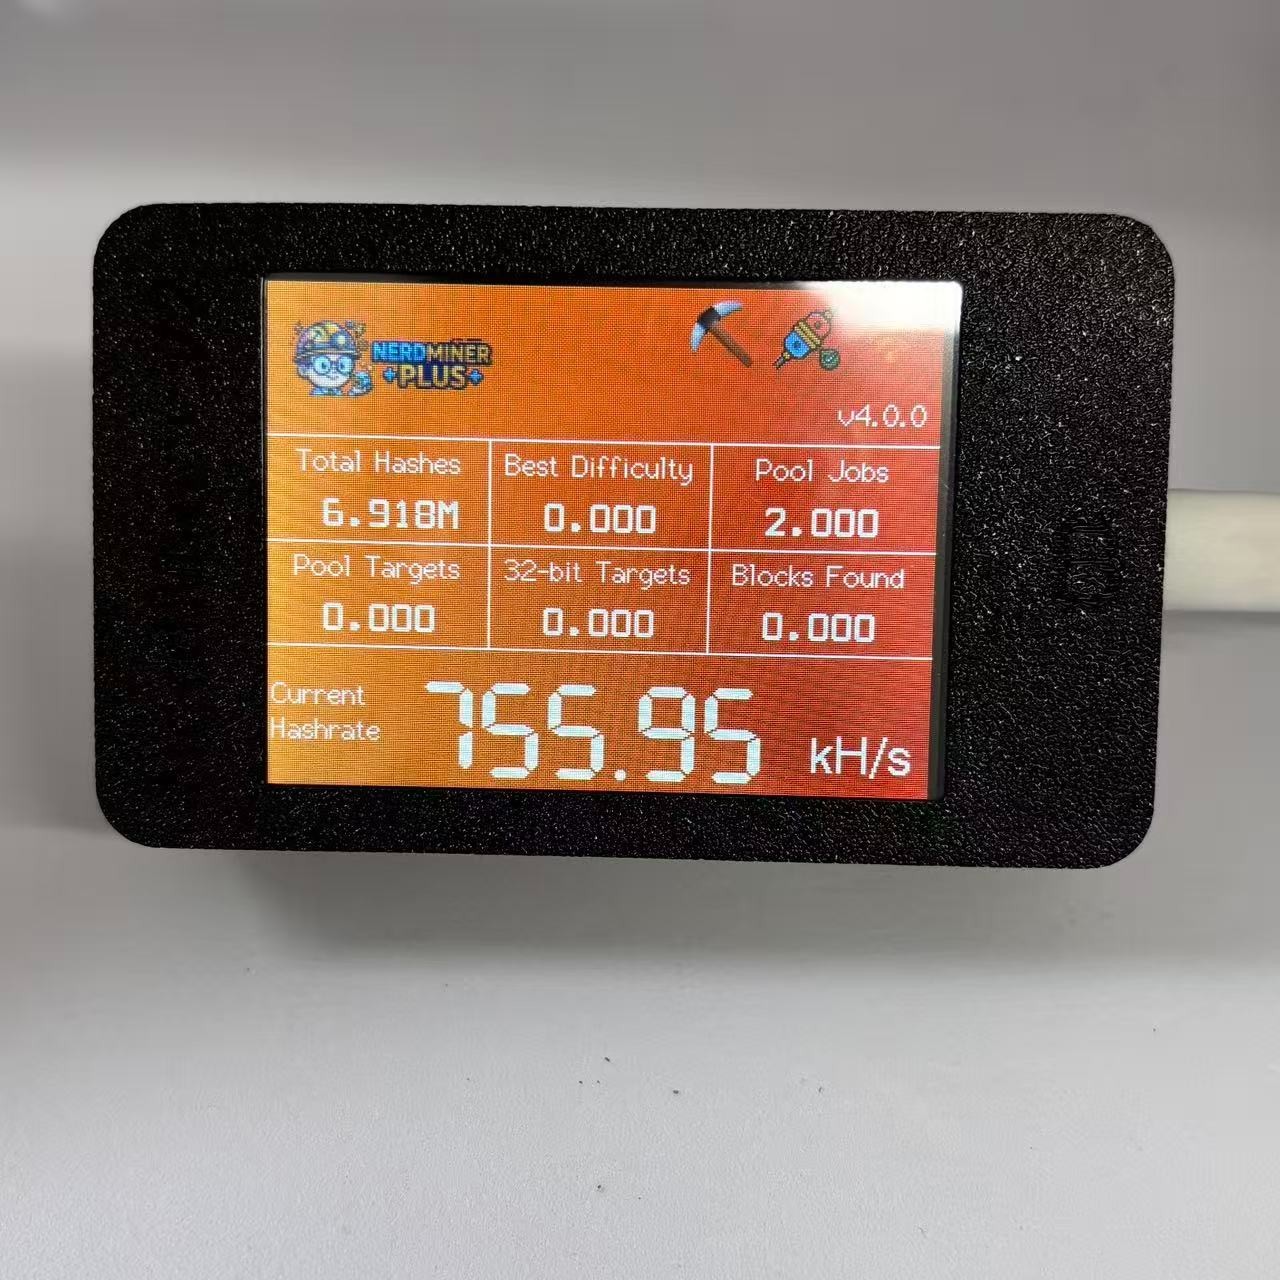 NERDMINER
PLUS
v4.0.0
Total Hashes
6.918M
Best Difficulty
0.000
Pool Jobs
2.000
Pool Targets
0.000
32-bit Targets
0.000
Blocks Found
0.000
Current
Hashrate
755.95 kH/s